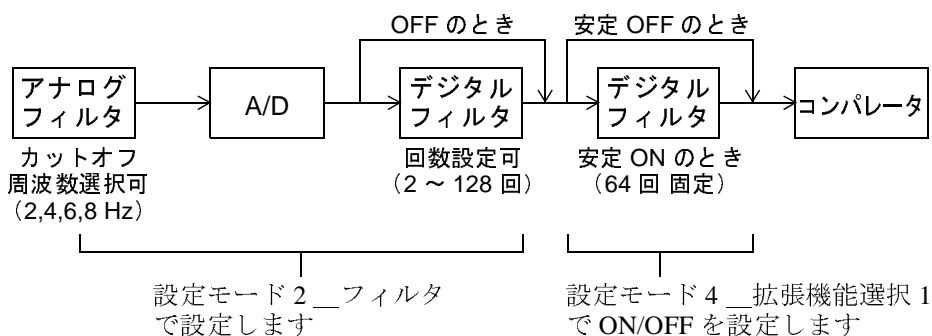 OFF のとき
安定 OFF のとき
アナログ
フィルタ
A/D
デジタル
フィルタ
デジタル
フィルタ
コンパレータ
カットオフ
周波数選択可
（2,4,6,8 Hz）
回数設定可
（2 ～ 128 回）
安定 ON のとき
（64 回 固定）
設定モード 2 __フィルタ
で設定します
設定モード 4 __拡張機能選択 1
で ON/OFF を設定します